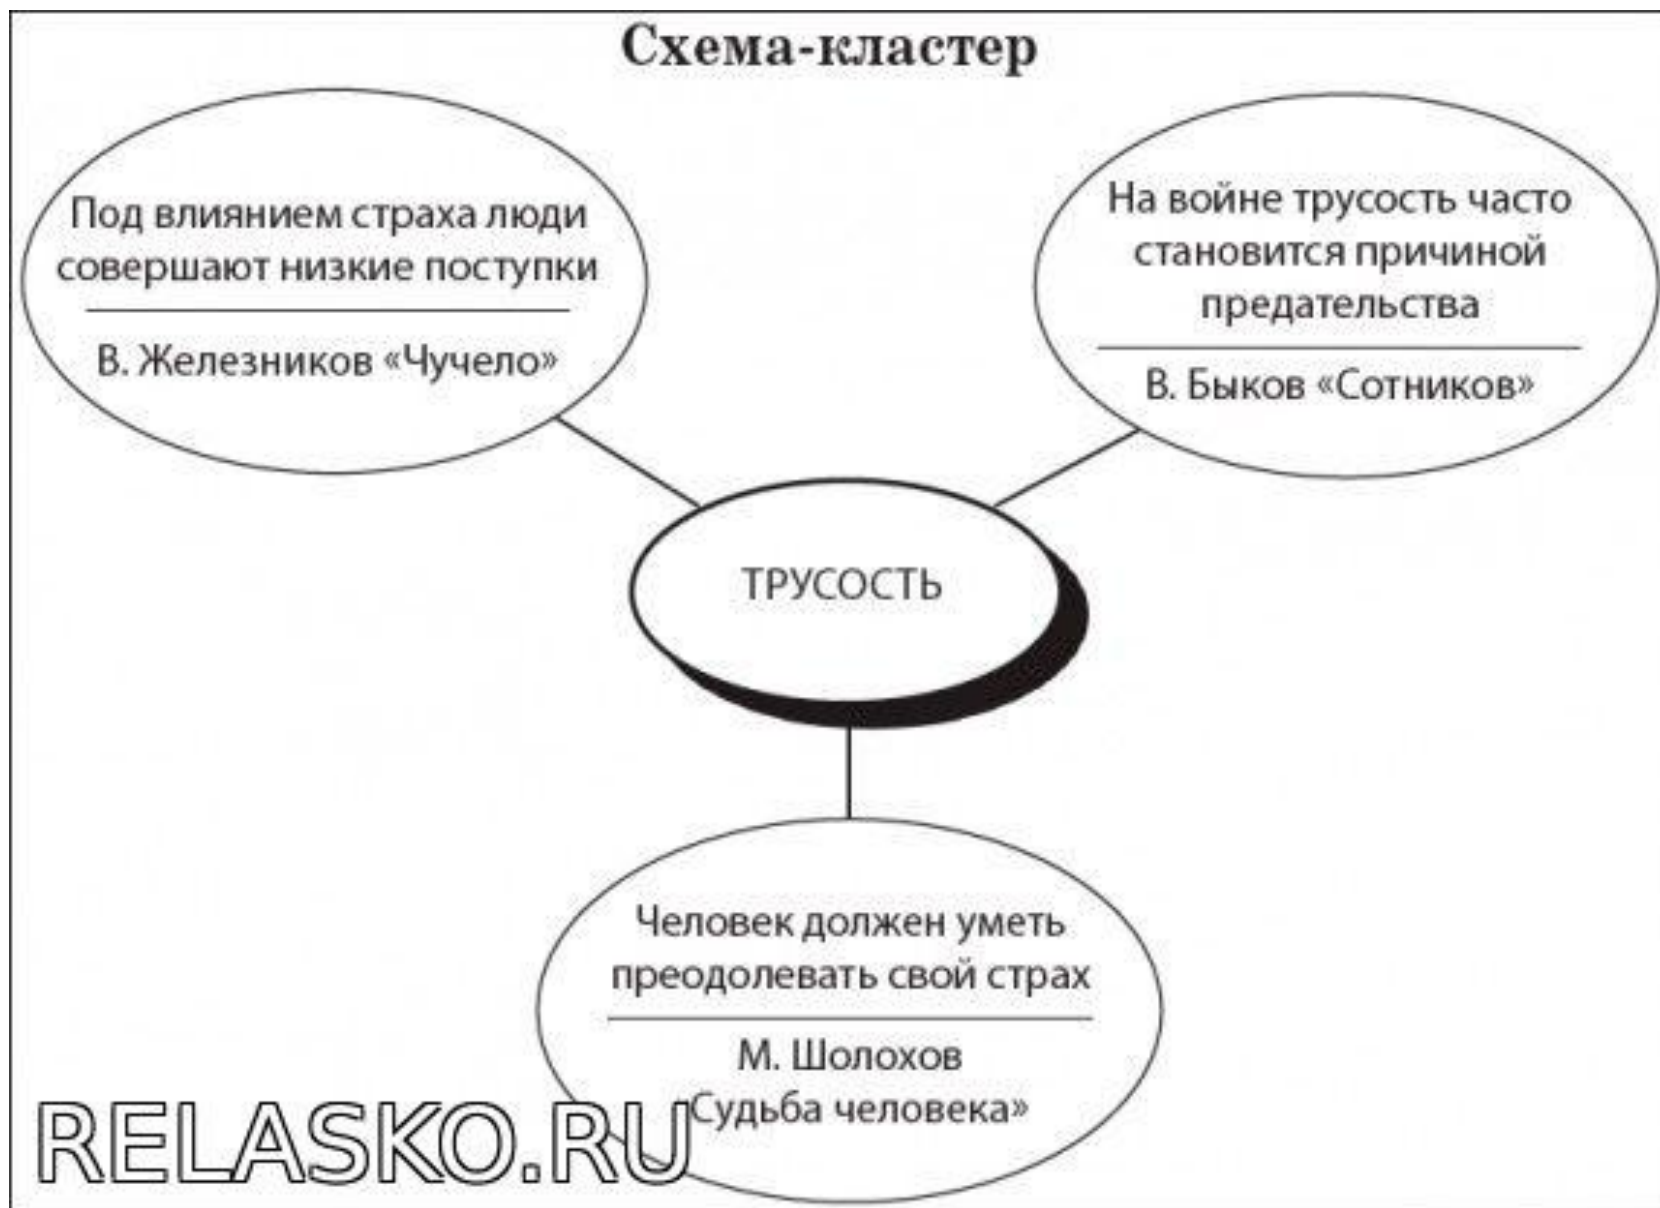 Схема-кластер
Под влиянием страха люди
совершают низкие поступки
В. Железников «Чучело»
На войне трусость часто
становится причиной
предательства
В. Быков «Сотников»
ТРУСОСТЬ
Человек должен уметь
преодолевать свой страх
М. Шолохов
«Судьба человека»
RELASKO.RU